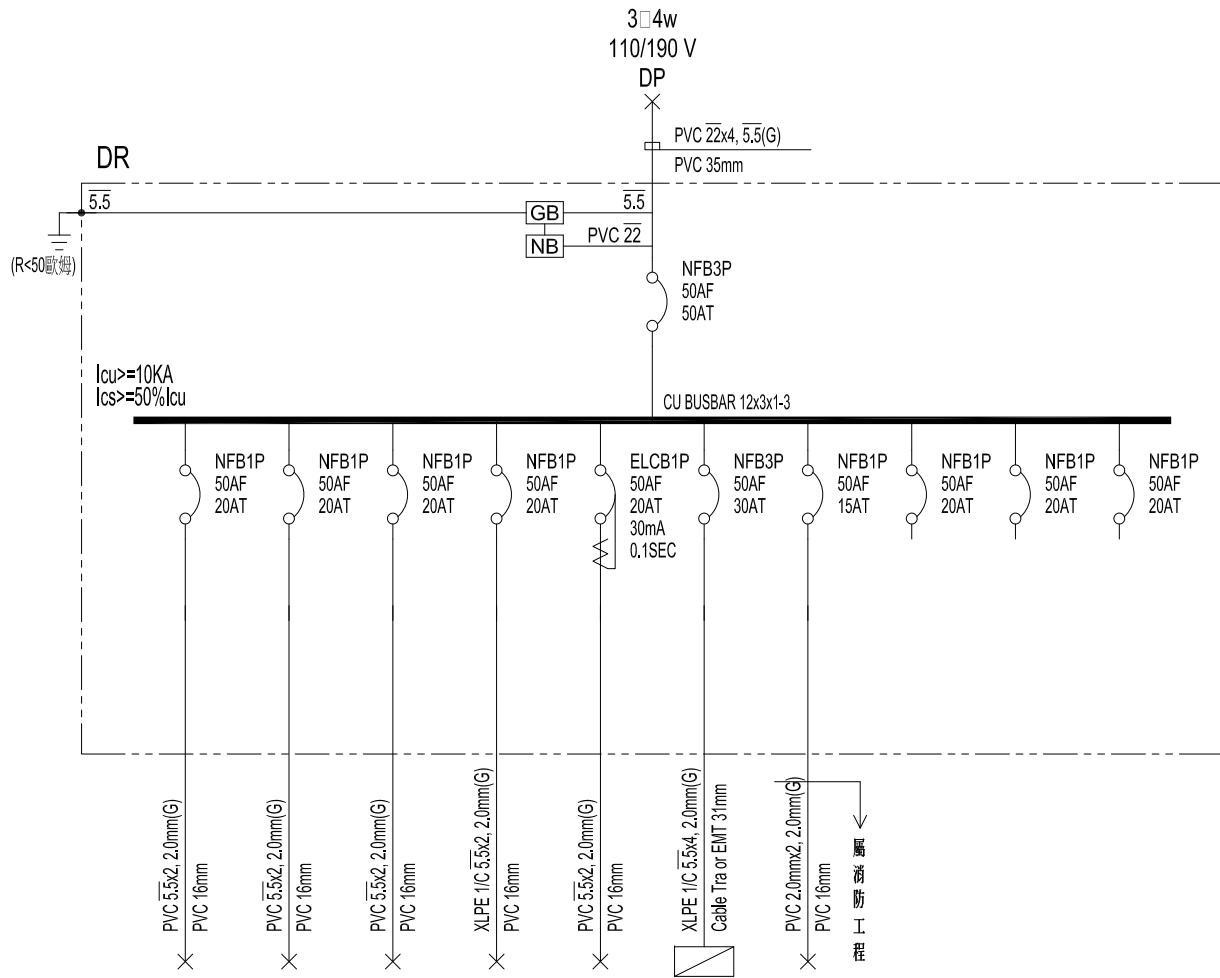 3□4w
110/190 V
DP
PVC 22x4, 5.5(G)
PVC 35mm
DR
5.5
5.5
GB
NB
PVC 22
(R<50歐姆)
NFB3P
50AF
50AT
Icu>=10KA
Ics>=50%Icu
CU BUSBAR 12x3x1-3
NFB1P
50AF
20AT
NFB1P
50AF
20AT
NFB1P
50AF
20AT
NFB1P
50AF
20AT
NFB1P
50AF
20AT
ELCB1P
50AF
20AT
30mA
0.1SEC
NFB3P
50AF
30AT
NFB1P
50AF
15AT
NFB1P
50AF
20AT
NFB1P
50AF
20AT
NFB1P
50AF
20AT
PVC 5.5x2, 2.0mm(G)
PVC 16mm
PVC 5.5x2, 2.0mm(G)
PVC 16mm
PVC 5.5x2, 2.0mm(G)
PVC 16mm
XLPE 1/C 5.5x2, 2.0mm(G)
PVC 16mm
PVC 5.5x2, 2.0mm(G)
PVC 16mm
XLPE 1/C 5.5x4, 2.0mm(G)
Cable Tra or EMT 31mm
PVC 2.0mmx2, 2.0mm(G)
PVC 16mm
屬消防工程